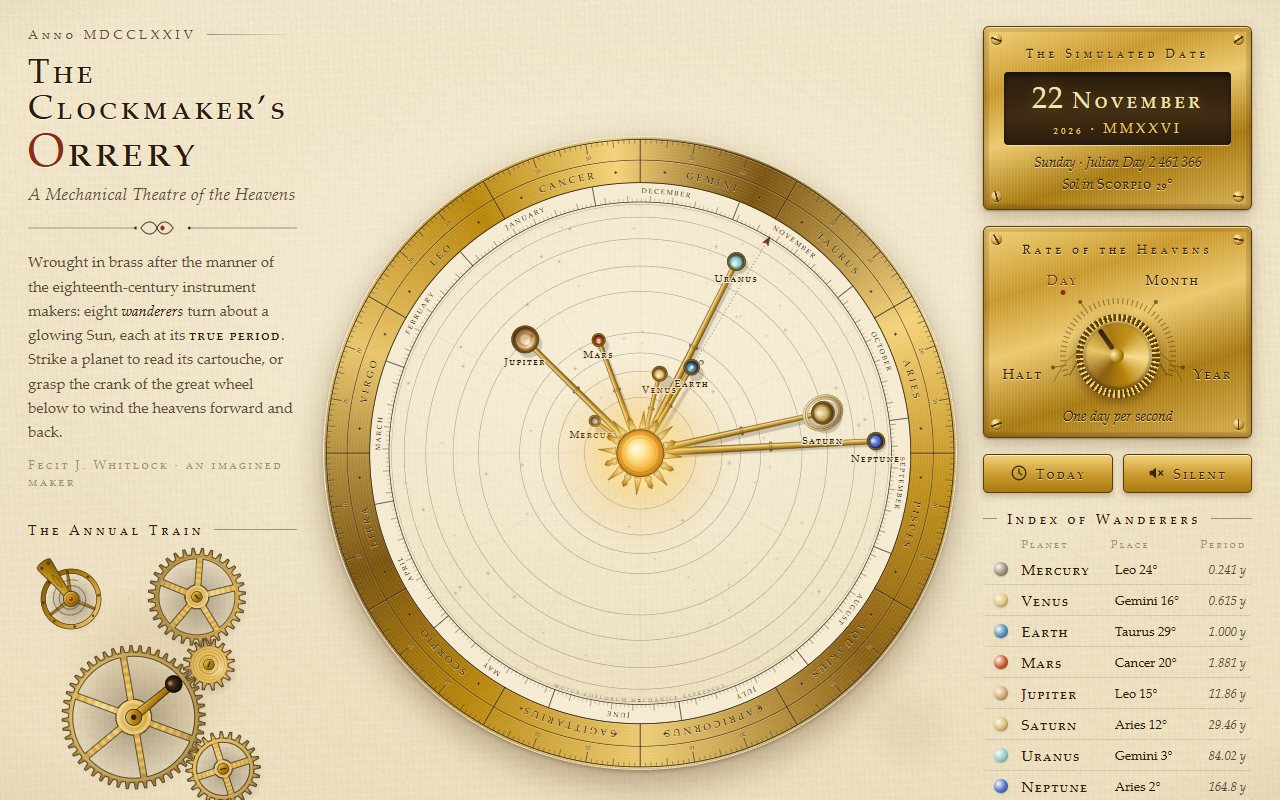 Anno MDCCLXXIV
The
Clockmaker's
Orrery
A Mechanical Theatre of the Heavens
Wrought in brass after the manner of
the eighteenth-century instrument
makers: eight wanderers turn about a
glowing Sun, each at its true period.
Strike a planet to read its cartouche, or
grasp the crank of the great wheel
below to wind the heavens forward and
back.
Fecit J. Whitlock · an imagined
maker
The Annual Train
CANCER
GEMINI
TAURUS
ARIES
PISCES
AQUARIUS
CAPRICORNUS
SAGITTARIUS
SCORPIO
LIBRA
VIRGO
LEO
DECEMBER
NOVEMBER
OCTOBER
SEPTEMBER
AUGUST
JULY
JUNE
MAY
APRIL
MARCH
FEBRUARY
JANUARY
Uranus
Jupiter
Mars
Venus
Earth
Mercury
Saturn
Neptune
The Simulated Date
22 November
2026 · MMXXVI
Sunday · Julian Day 2 461 366
Sol in Scorpio 29°
Rate of the Heavens
Day
Month
Halt
Year
One day per second
Today
Silent
Index of Wanderers
Planet Place Period
Mercury Leo 24° 0.241 y
Venus Gemini 16° 0.615 y
Earth Taurus 29° 1.000 y
Mars Cancer 20° 1.881 y
Jupiter Leo 15° 11.86 y
Saturn Aries 12° 29.46 y
Uranus Gemini 3° 84.02 y
Neptune Aries 2° 164.8 y